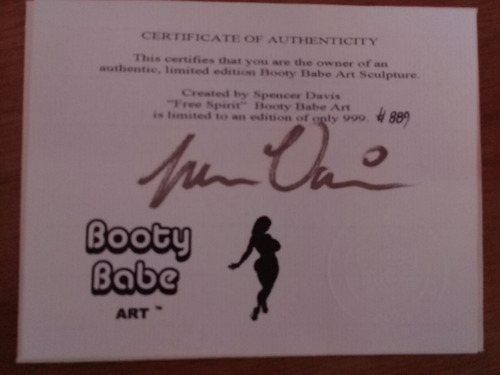 CERTIFICATE OF AUTHENTICITY
This certifies that you are the owner of an
authentic, limited edition Booty Babe Art Sculpture.
Created by Spencer Davis
"Free Spirit" Booty Babe Art
is limited to an edition of only 999. # 889
Booty
Babe
ART ™